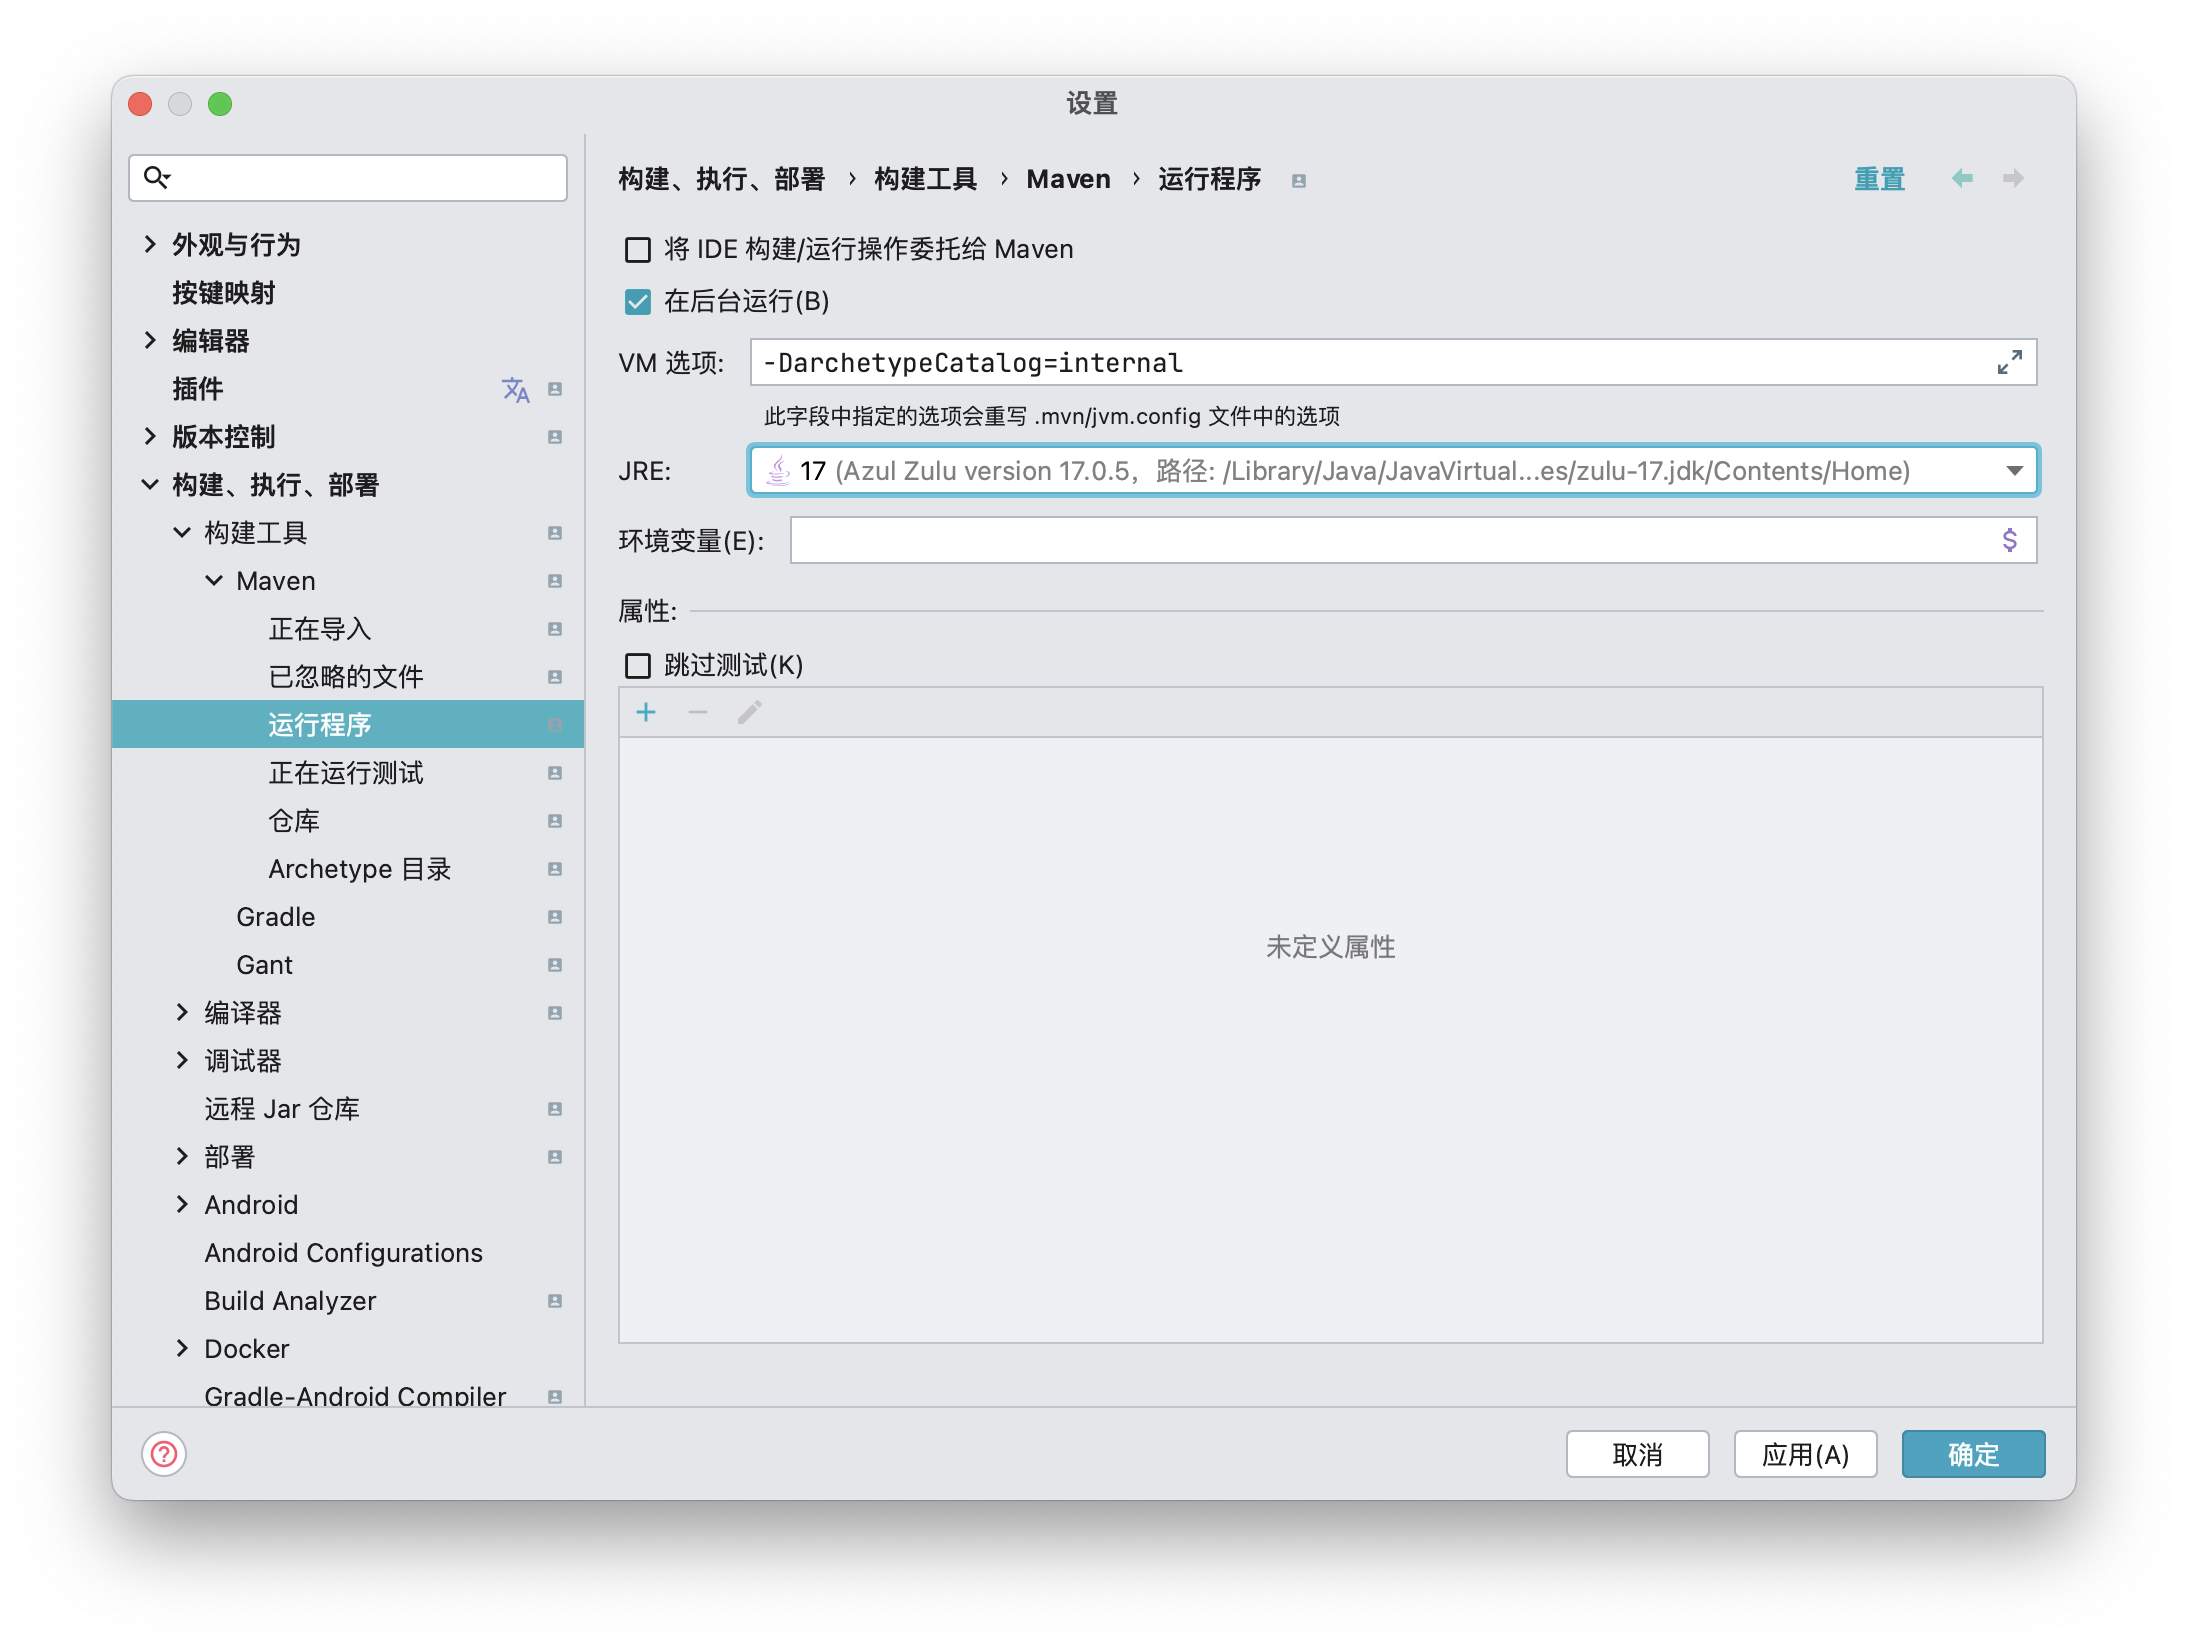 设置
外观与行为
按键映射
编辑器
插件
版本控制
构建、执行、部署
构建工具
Maven
正在导入
已忽略的文件
运行程序
正在运行测试
仓库
Archetype 目录
Gradle
Gant
编译器
调试器
远程 Jar 仓库
部署
Android
Android Configurations
Build Analyzer
Docker
Gradle-Android Compiler
构建、执行、部署 › 构建工具 › Maven › 运行程序
重置
将 IDE 构建/运行操作委托给 Maven
在后台运行(B)
VM 选项: -DarchetypeCatalog=internal
此字段中指定的选项会重写 .mvn/jvm.config 文件中的选项
JRE: 17 (Azul Zulu version 17.0.5，路径: /Library/Java/JavaVirtual...es/zulu-17.jdk/Contents/Home)
环境变量(E): $
属性:
跳过测试(K)
未定义属性
? 取消 应用(A) 确定